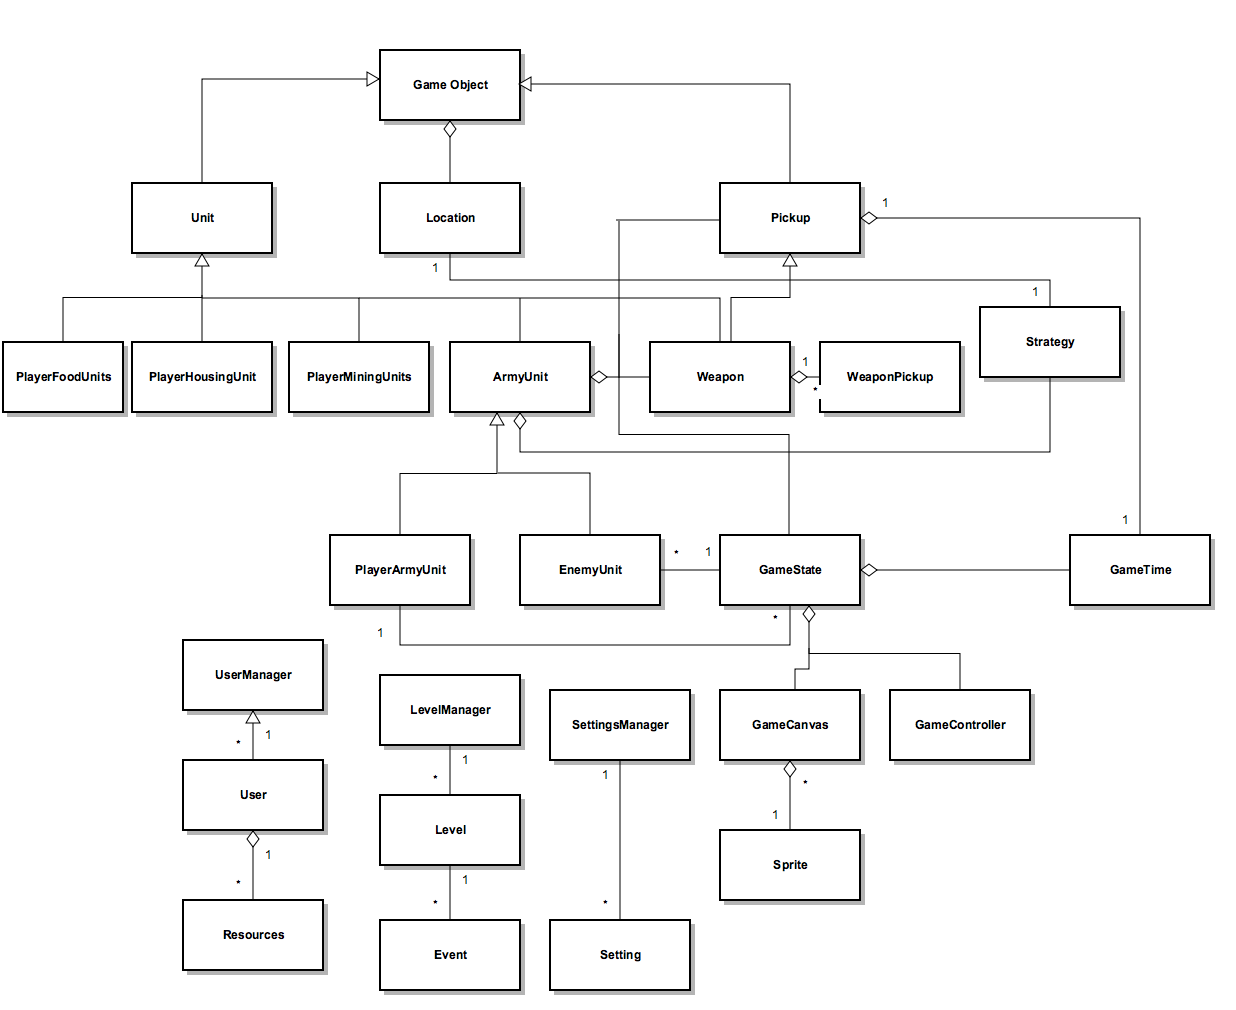 Game Object
Unit
Location
Pickup
1
1
1
Strategy
PlayerFoodUnits
PlayerHousingUnit
PlayerMiningUnits
ArmyUnit
Weapon
1
*
WeaponPickup
1
PlayerArmyUnit
EnemyUnit
*
1
GameState
GameTime
1
*
UserManager
LevelManager
SettingsManager
GameCanvas
GameController
1
*
1
*
1
*
User
Level
1
Sprite
1
*
1
*
*
Resources
Event
Setting